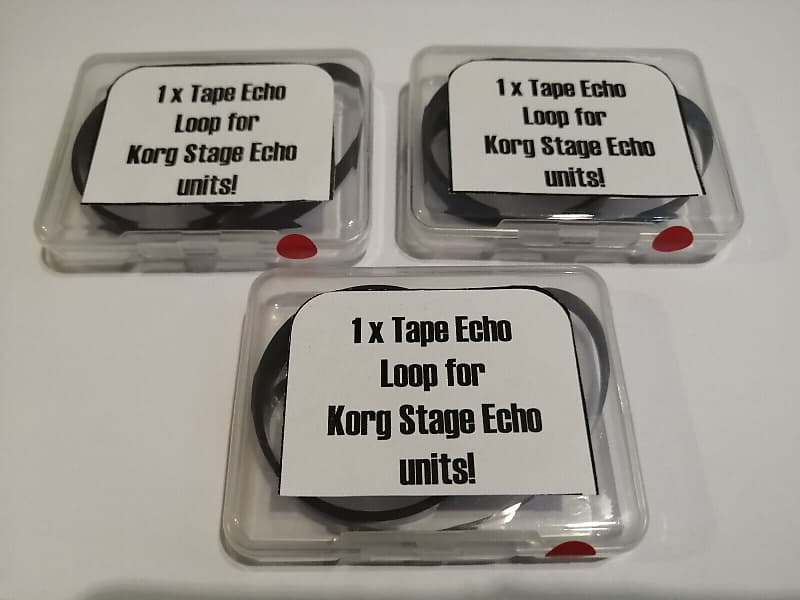 1 x Tape Echo
Loop for
Korg Stage Echo
units!
1 x Tape Echo
Loop for
Korg Stage Echo
units!
1 x Tape Echo
Loop for
Korg Stage Echo
units!